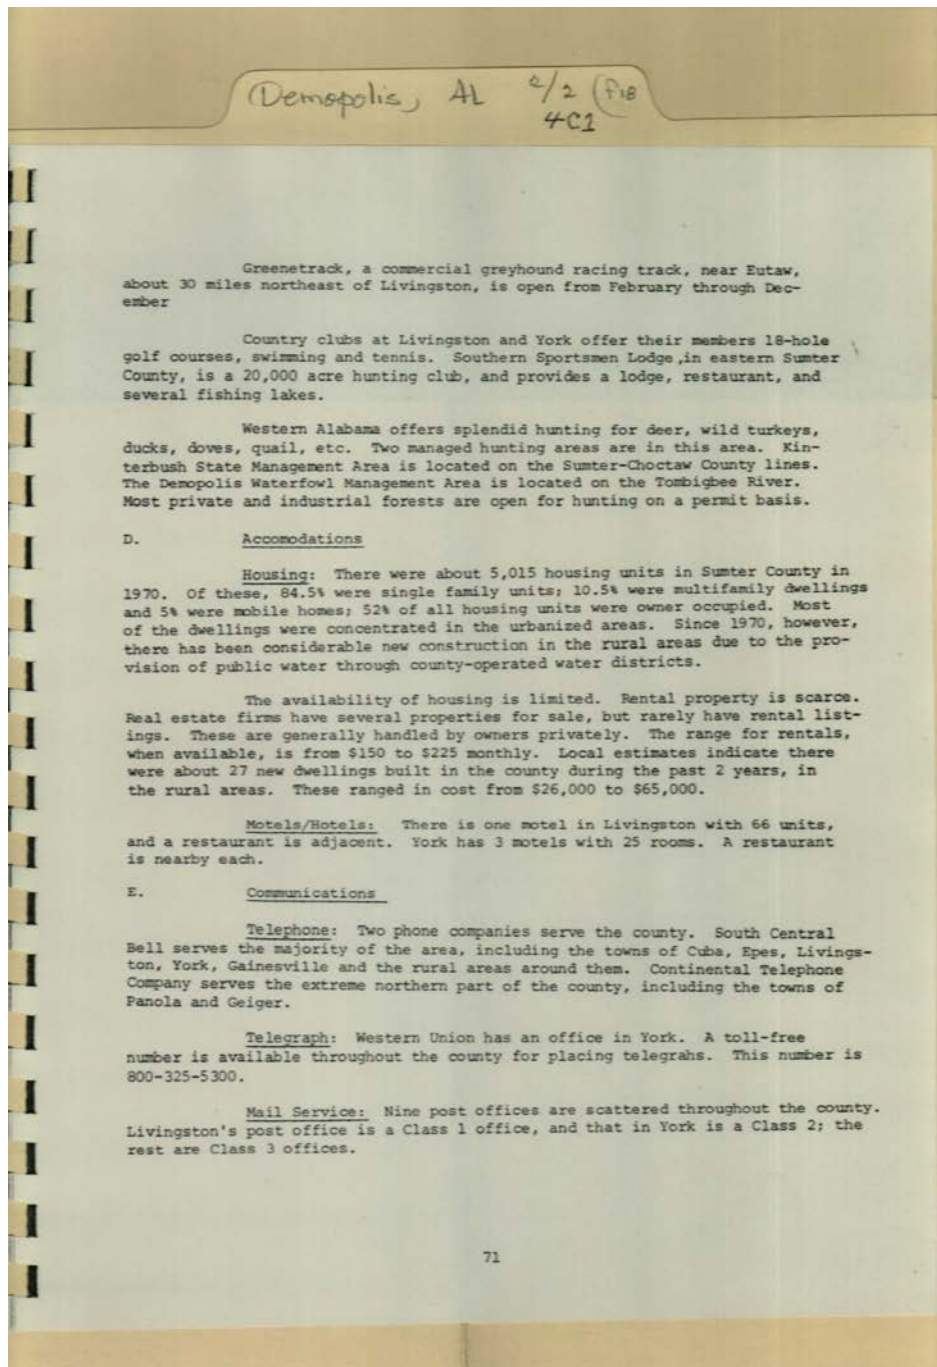 Demopolis, AL 2/2 (F18
4C1
Greenetrack, a commercial greyhound racing track, near Eutaw,
about 30 miles northeast of Livingston, is open from February through Dec-
ember
Country clubs at Livingston and York offer their members 18-hole
golf courses, swimming and tennis. Southern Sportsmen Lodge ,in eastern Sumter
County, is a 20,000 acre hunting club, and provides a lodge, restaurant, and
several fishing lakes.
Western Alabama offers splendid hunting for deer, wild turkeys,
ducks, doves, quail, etc. Two managed hunting areas are in this area. Kin-
terbush State Management Area is located on the Sumter-Choctaw County lines.
The Demopolis Waterfowl Management Area is located on the Tombigbee River.
Most private and industrial forests are open for hunting on a permit basis.
D. Accomodations
Housing: There were about 5,015 housing units in Sumter County in
1970. Of these, 84.5% were single family units; 10.5% were multifamily dwellings
and 5% were mobile homes; 52% of all housing units were owner occupied. Most
of the dwellings were concentrated in the urbanized areas. Since 1970, however,
there has been considerable new construction in the rural areas due to the pro-
vision of public water through county-operated water districts.
The availability of housing is limited. Rental property is scarce.
Real estate firms have several properties for sale, but rarely have rental list-
ings. These are generally handled by owners privately. The range for rentals,
when available, is from $150 to $225 monthly. Local estimates indicate there
were about 27 new dwellings built in the county during the past 2 years, in
the rural areas. These ranged in cost from $26,000 to $65,000.
Motels/Hotels: There is one motel in Livingston with 66 units,
and a restaurant is adjacent. York has 3 motels with 25 rooms. A restaurant
is nearby each.
E. Communications
Telephone: Two phone companies serve the county. South Central
Bell serves the majority of the area, including the towns of Cuba, Epes, Livings-
ton, York, Gainesville and the rural areas around them. Continental Telephone
Company serves the extreme northern part of the county, including the towns of
Panola and Geiger.
Telegraph: Western Union has an office in York. A toll-free
number is available throughout the county for placing telegrahs. This number is
800-325-5300.
Mail Service: Nine post offices are scattered throughout the county.
Livingston's post office is a Class 1 office, and that in York is a Class 2; the
rest are Class 3 offices.
71